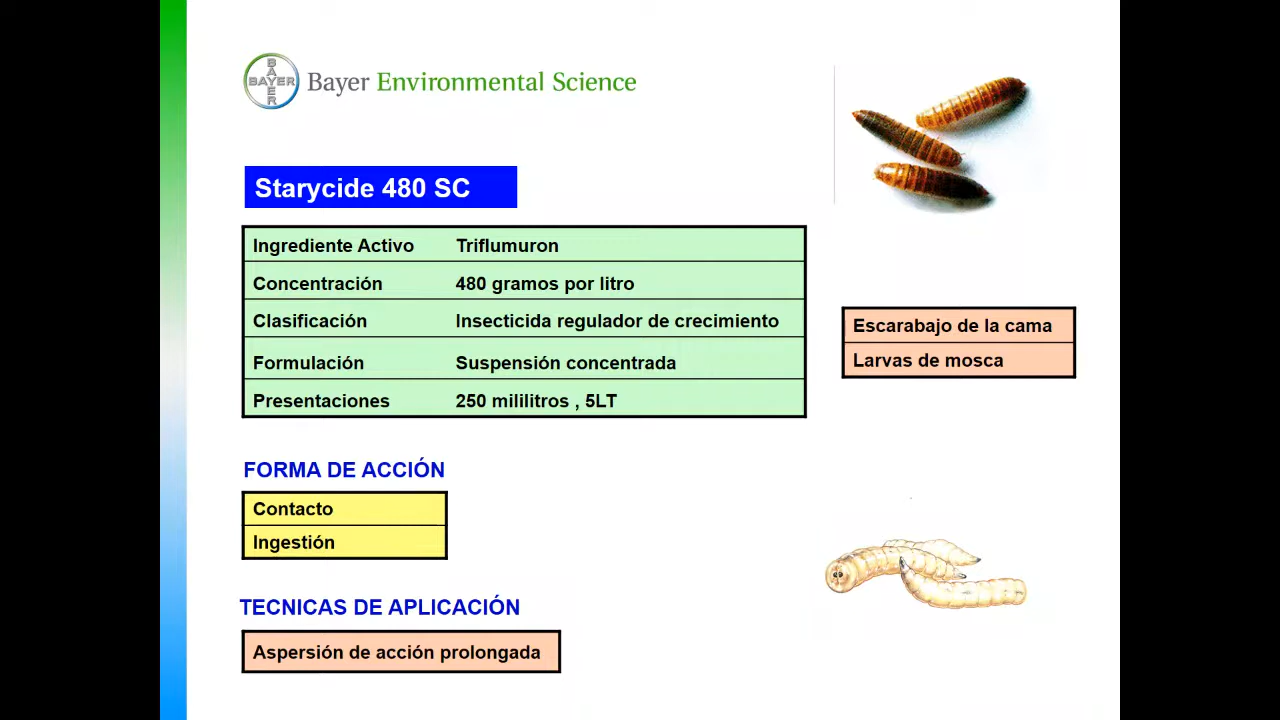 BAYER
BAYER
Bayer Environmental Science
Starycide 480 SC
Ingrediente Activo Triflumuron
Concentración 480 gramos por litro
Clasificación Insecticida regulador de crecimiento
Formulación Suspensión concentrada
Presentaciones 250 mililitros , 5LT
Escarabajo de la cama
Larvas de mosca
FORMA DE ACCIÓN
Contacto
Ingestión
TECNICAS DE APLICACIÓN
Aspersión de acción prolongada